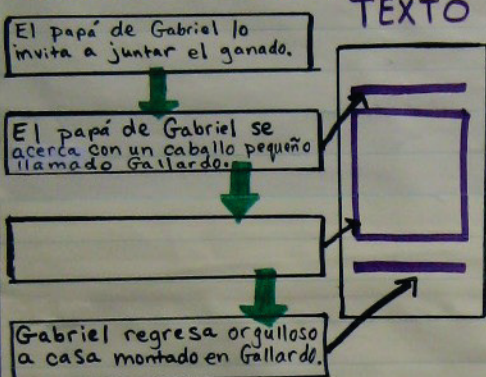 TEXTO
El papá de Gabriel lo
invita a juntar el ganado.
El papá de Gabriel se
acerca con un caballo pequeño
llamado Gallardo.
Gabriel regresa orgulloso
a casa montado en Gallardo.